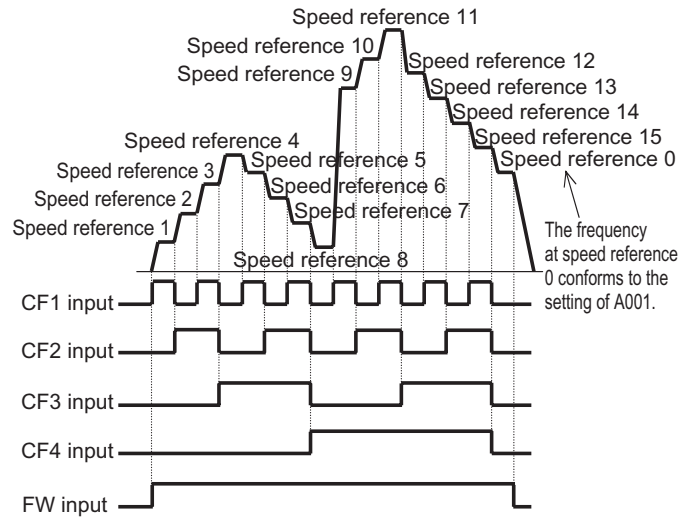 Speed reference 11
Speed reference 10
Speed reference 12
Speed reference 9
Speed reference 13
Speed reference 14
Speed reference 4
Speed reference 15
Speed reference 3
Speed reference 5
Speed reference 0
Speed reference 6
Speed reference 2
Speed reference 7
Speed reference 1
Speed reference 8
The frequency
at speed reference
0 conforms to the
setting of A001.
CF1 input
CF2 input
CF3 input
CF4 input
FW input